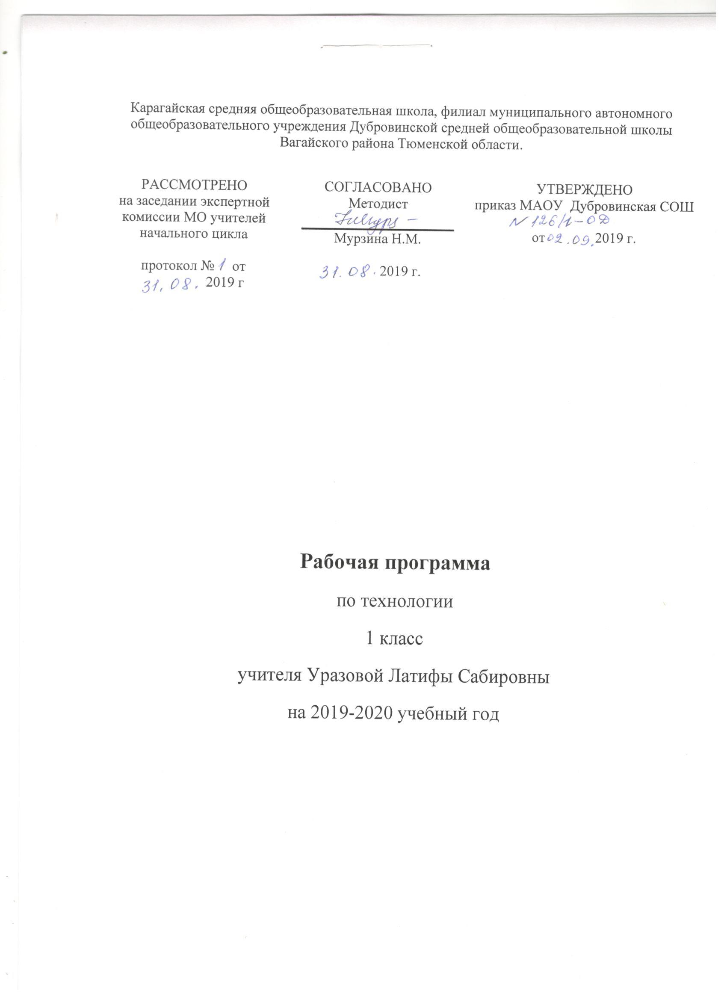 Карагайская средняя общеобразовательная школа, филиал муниципального автономного
общеобразовательного учреждения Дубровинской средней общеобразовательной школы
Вагайского района Тюменской области.
РАССМОТРЕНО
на заседании экспертной
комиссии МО учителей
начального цикла
протокол № 1 от
31.08. 2019 г
СОГЛАСОВАНО
Методист
Мурзина Н.М.
31.08. 2019 г.
УТВЕРЖДЕНО
приказ МАОУ Дубровинская СОШ
N 126/1-ОД
от 02.09.2019 г.
Рабочая программа
по технологии
1 класс
учителя Уразовой Латифы Сабировны
на 2019-2020 учебный год